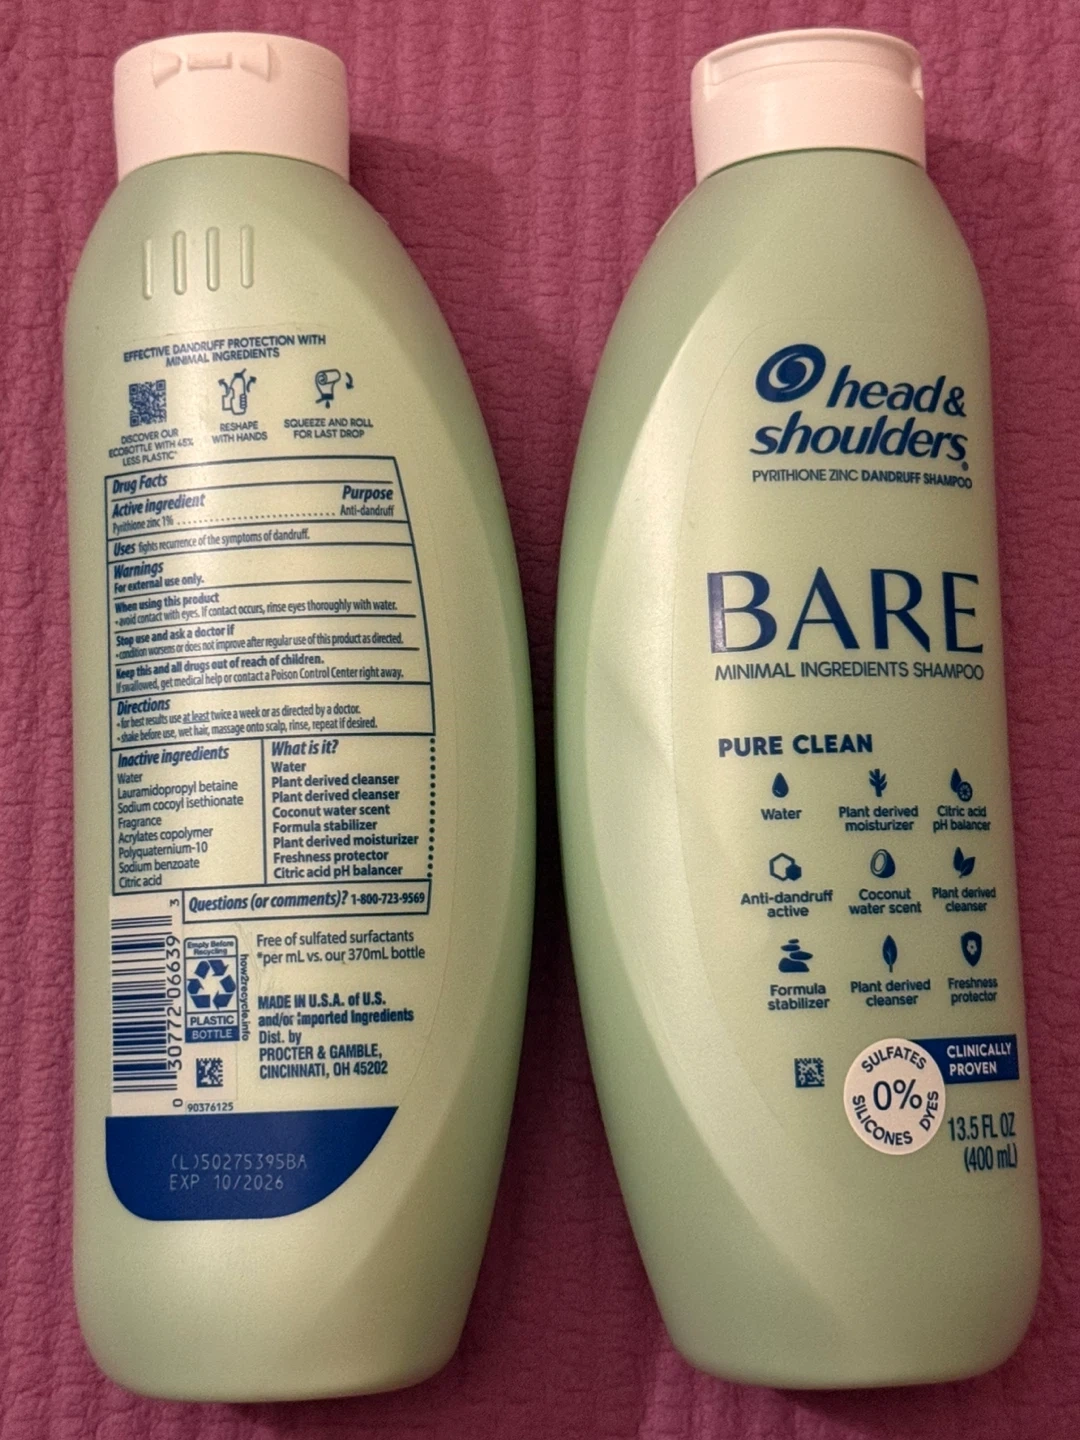 EFFECTIVE DANDRUFF PROTECTION WITH
MINIMAL INGREDIENTS
DISCOVER OUR
ECOBOTTLE WITH 45%
LESS PLASTIC*
RESHAPE
WITH HANDS
SQUEEZE AND ROLL
FOR LAST DROP
Drug Facts
Active ingredient Purpose
Pyrithione zinc 1% ................................ Anti-dandruff
Uses fights recurrence of the symptoms of dandruff.
Warnings
For external use only.
When using this product
• avoid contact with eyes. If contact occurs, rinse eyes thoroughly with water.
Stop use and ask a doctor if
• condition worsens or does not improve after regular use of this product as directed.
Keep this and all drugs out of reach of children.
If swallowed, get medical help or contact a Poison Control Center right away.
Directions
• for best results use at least twice a week or as directed by a doctor.
• shake before use, wet hair, massage onto scalp, rinse, repeat if desired.
Inactive ingredients
Water
Lauramidopropyl betaine
Sodium cocoyl isethionate
Fragrance
Acrylates copolymer
Polyquaternium-10
Sodium benzoate
Citric acid
What is it?
Water
Plant derived cleanser
Plant derived cleanser
Coconut water scent
Formula stabilizer
Plant derived moisturizer
Freshness protector
Citric acid pH balancer
Questions (or comments)? 1-800-723-9569
0 30772 06639 3
Empty Before
Recycling
PLASTIC
BOTTLE
how2recycle.info
90376125
Free of sulfated surfactants
*per mL vs. our 370mL bottle
MADE IN U.S.A. of U.S.
and/or Imported Ingredients
Dist. by
PROCTER & GAMBLE,
CINCINNATI, OH 45202
(L)50275395BA
EXP 10/2026
head &
shoulders®
PYRITHIONE ZINC DANDRUFF SHAMPOO
BARE
MINIMAL INGREDIENTS SHAMPOO
PURE CLEAN
Water
Plant derived
moisturizer
Citric acid
pH balancer
Anti-dandruff
active
Coconut
water scent
Plant derived
cleanser
Formula
stabilizer
Plant derived
cleanser
Freshness
protector
SULFATES
0%
SILICONES
DYES
CLINICALLY
PROVEN
13.5 FL OZ
(400 mL)